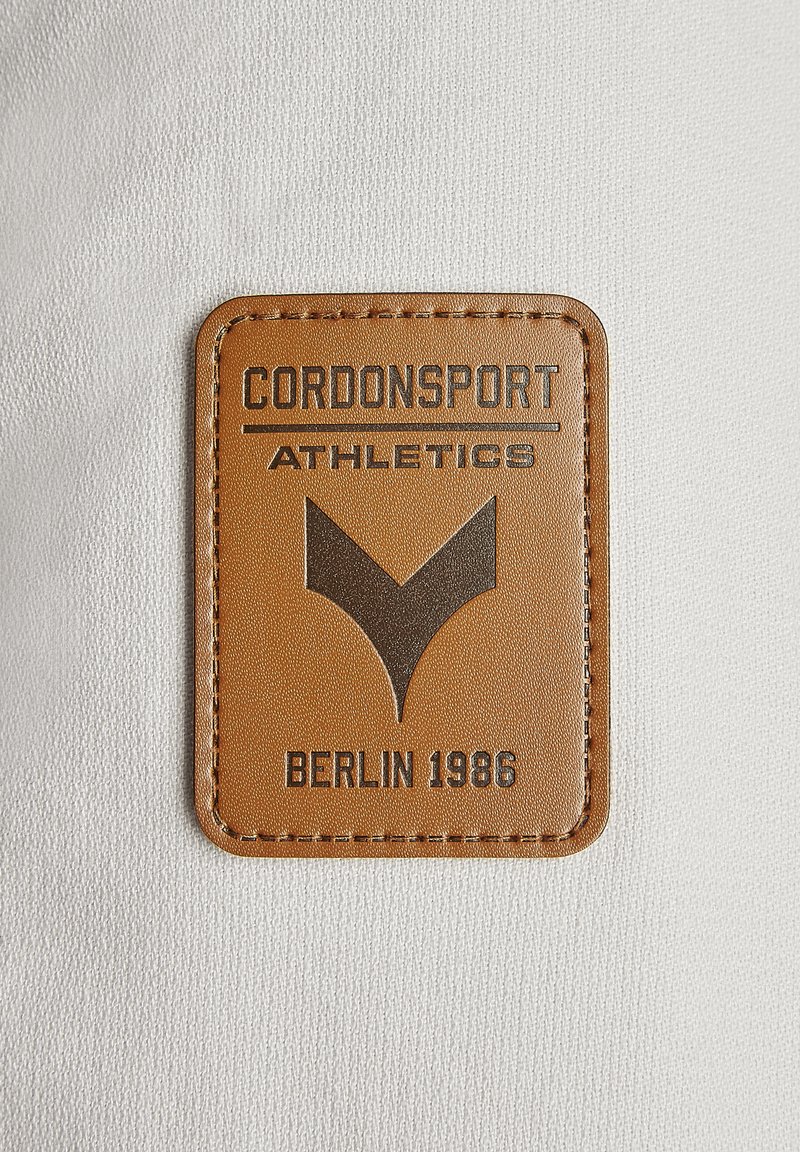 CORDONSPORT
ATHLETICS
BERLIN 1986